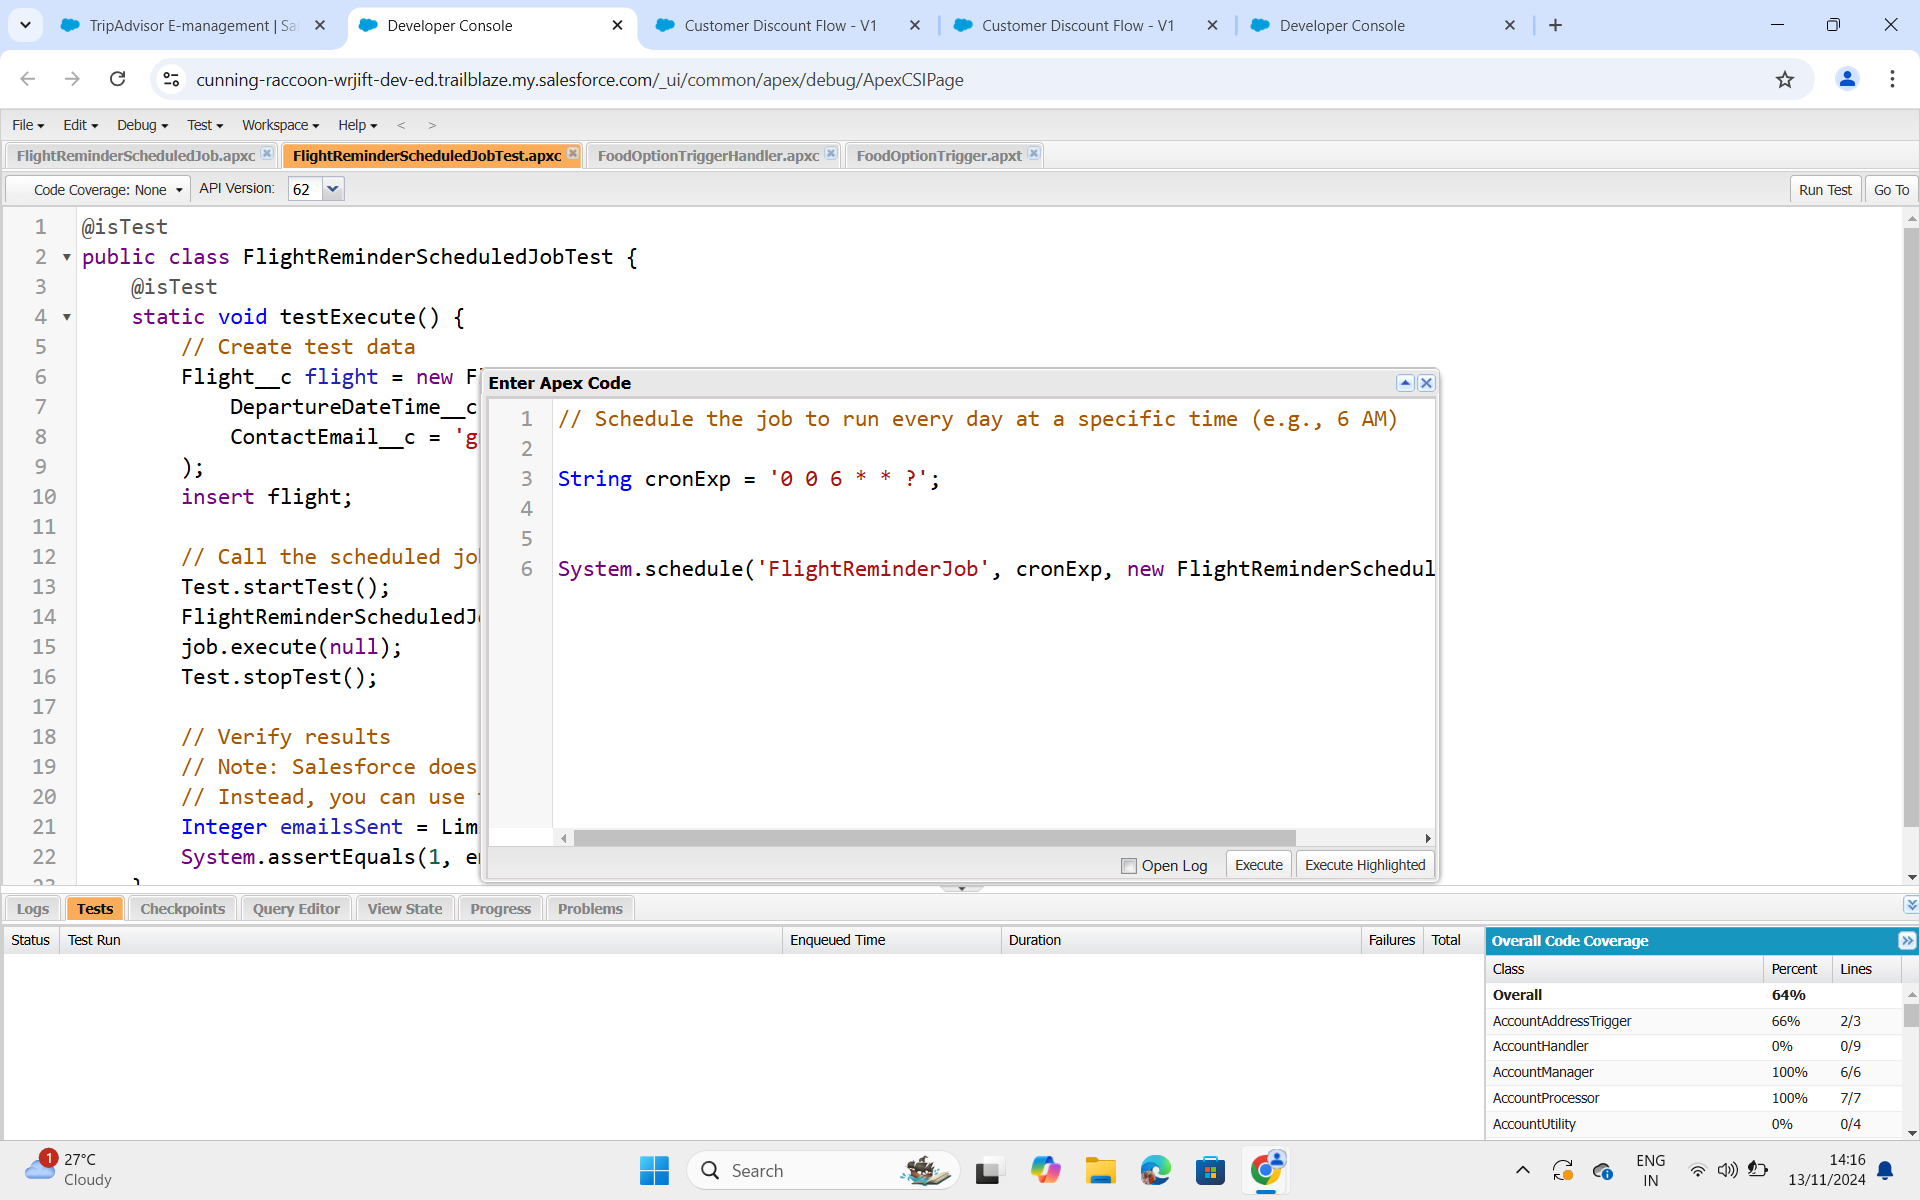 TripAdvisor E-management | Sa
Developer Console
Customer Discount Flow - V1
Customer Discount Flow - V1
Developer Console
cunning-raccoon-wrjift-dev-ed.trailblaze.my.salesforce.com/_ui/common/apex/debug/ApexCSIPage
File Edit Debug Test Workspace Help < >
FlightReminderScheduledJob.apxc
FlightReminderScheduledJobTest.apxc
FoodOptionTriggerHandler.apxc
FoodOptionTrigger.apxt
Code Coverage: None API Version: 62 Run Test Go To
1 @isTest
2 public class FlightReminderScheduledJobTest {
3 @isTest
4 static void testExecute() {
5 // Create test data
6 Flight__c flight = new Fl
7 DepartureDateTime__c
8 ContactEmail__c = 'g
9 );
10 insert flight;
11
12 // Call the scheduled jo
13 Test.startTest();
14 FlightReminderScheduledJ
15 job.execute(null);
16 Test.stopTest();
17
18 // Verify results
19 // Note: Salesforce does
20 // Instead, you can use
21 Integer emailsSent = Lim
22 System.assertEquals(1, e
23 }
Enter Apex Code
1 // Schedule the job to run every day at a specific time (e.g., 6 AM)
2
3 String cronExp = '0 0 6 * * ?';
4
5
6 System.schedule('FlightReminderJob', cronExp, new FlightReminderSchedul
Open Log Execute Execute Highlighted
Logs Tests Checkpoints Query Editor View State Progress Problems
Status Test Run Enqueued Time Duration Failures Total
Overall Code Coverage
Class Percent Lines
Overall 64%
AccountAddressTrigger 66% 2/3
AccountHandler 0% 0/9
AccountManager 100% 6/6
AccountProcessor 100% 7/7
AccountUtility 0% 0/4
1
27°C
Cloudy
Search
ENG
IN
14:16
13/11/2024